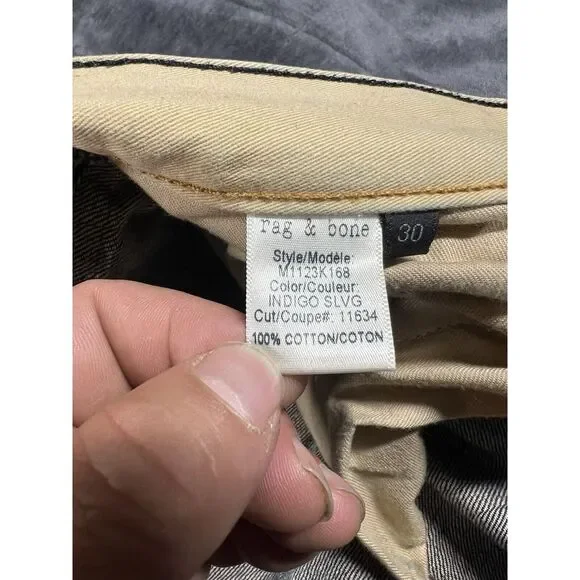 rag & bone
30
Style/Modèle:
M1123K168
Color/Couleur:
INDIGO SLVG
Cut/Coupe#: 11634
100% COTTON/COTON